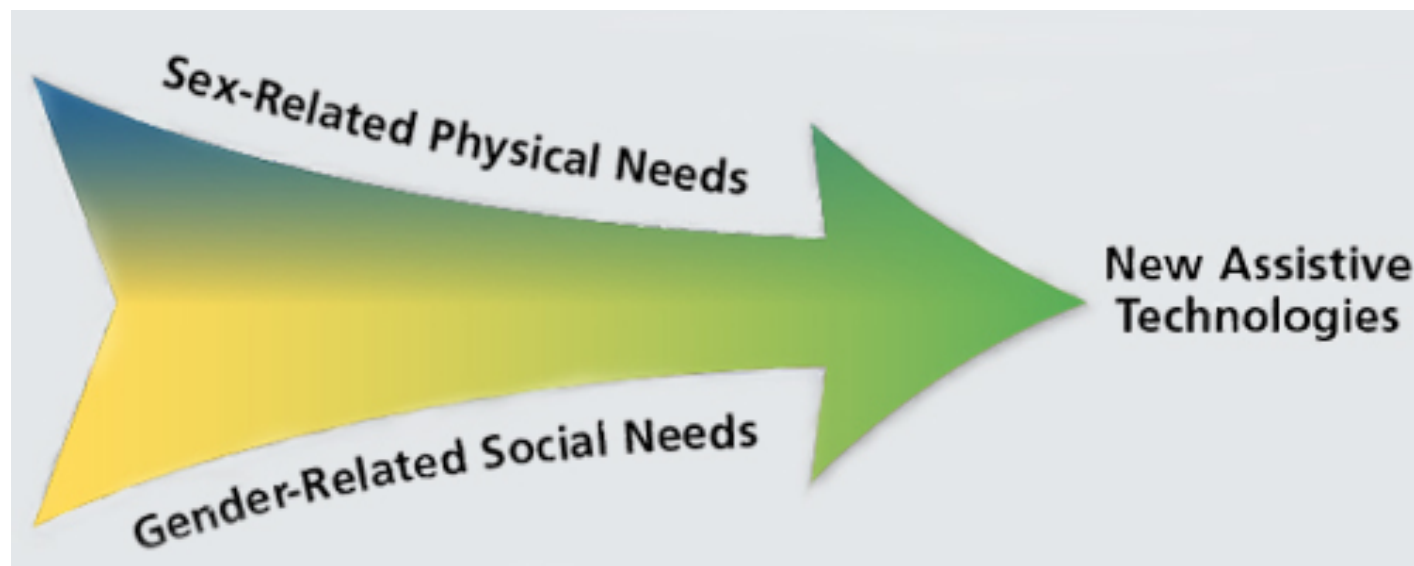 Sex-Related Physical Needs
New Assistive
Technologies
Gender-Related Social Needs